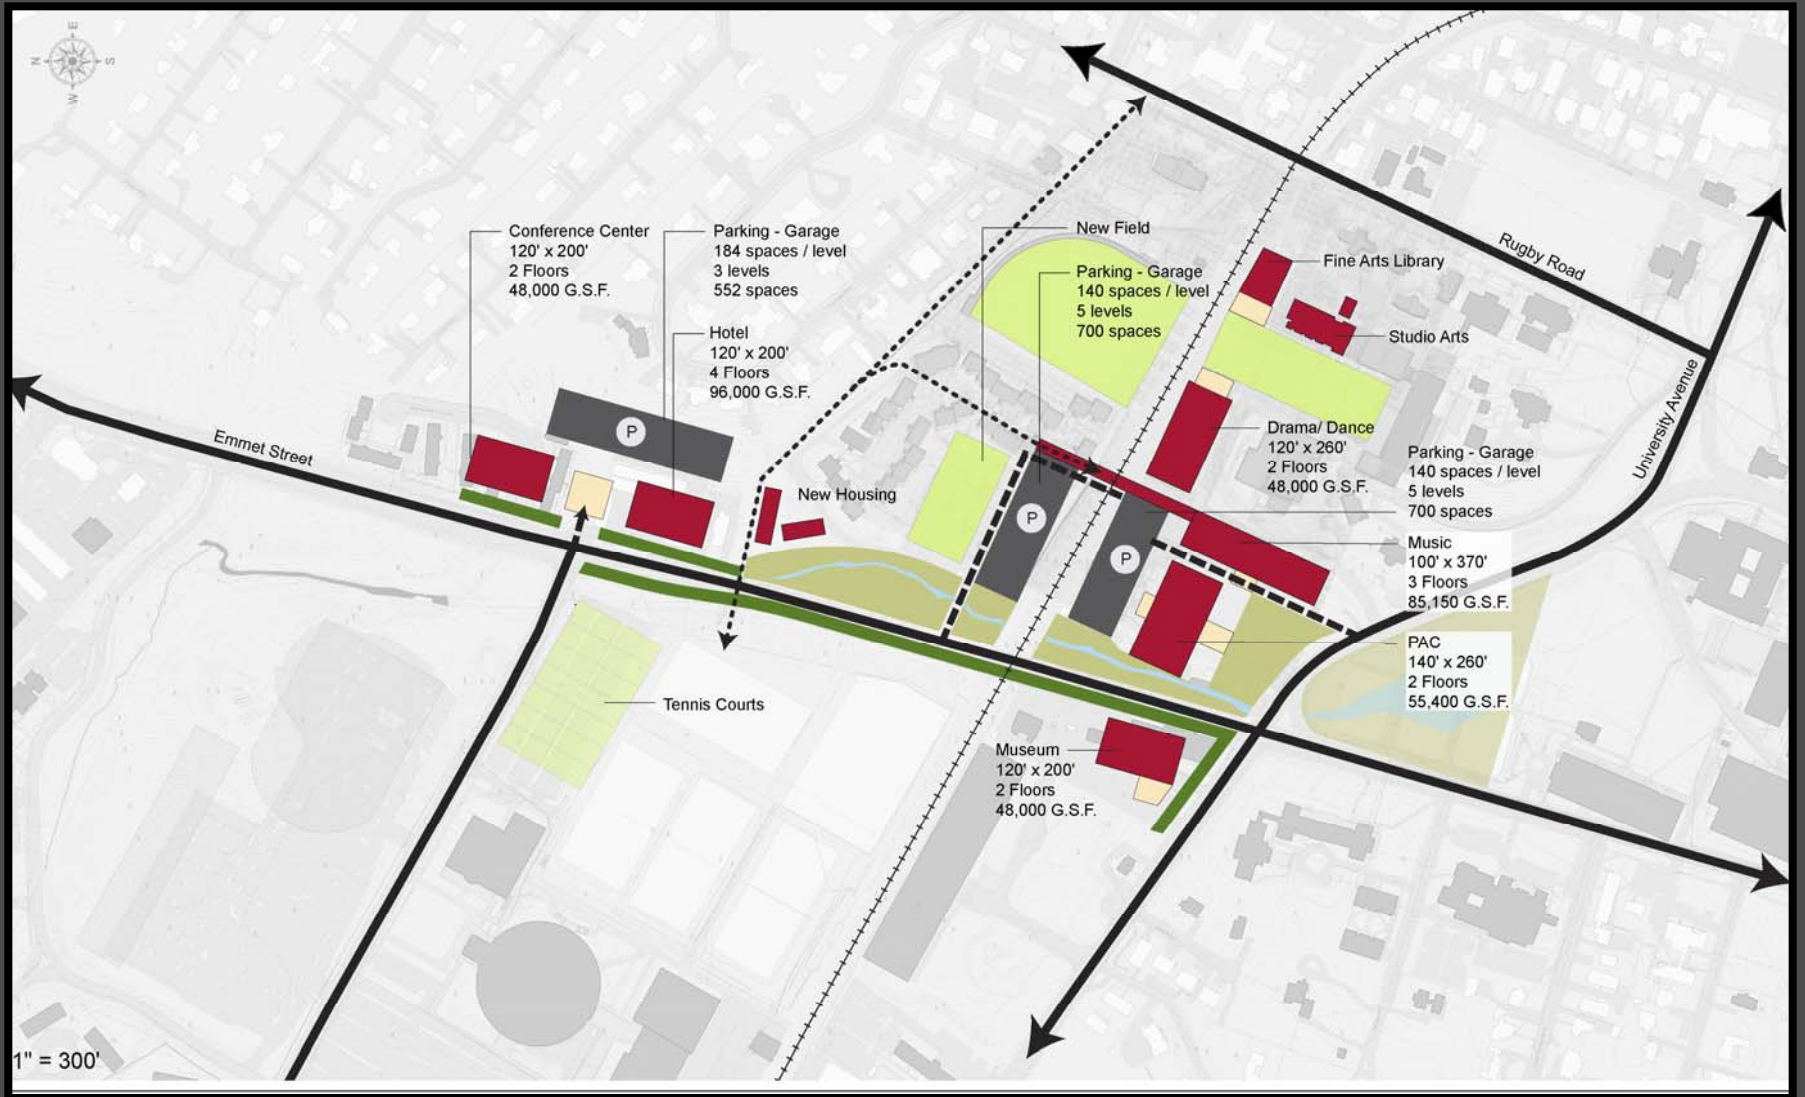 E
N
S
W
Conference Center
120' x 200'
2 Floors
48,000 G.S.F.
Parking - Garage
184 spaces / level
3 levels
552 spaces
Hotel
120' x 200'
4 Floors
96,000 G.S.F.
New Field
Parking - Garage
140 spaces / level
5 levels
700 spaces
Fine Arts Library
Studio Arts
Rugby Road
University Avenue
Emmet Street
P
New Housing
Drama/ Dance
120' x 260'
2 Floors
48,000 G.S.F.
Parking - Garage
140 spaces / level
5 levels
700 spaces
P
P
Music
100' x 370'
3 Floors
85,150 G.S.F.
PAC
140' x 260'
2 Floors
55,400 G.S.F.
Tennis Courts
Museum
120' x 200'
2 Floors
48,000 G.S.F.
1" = 300'